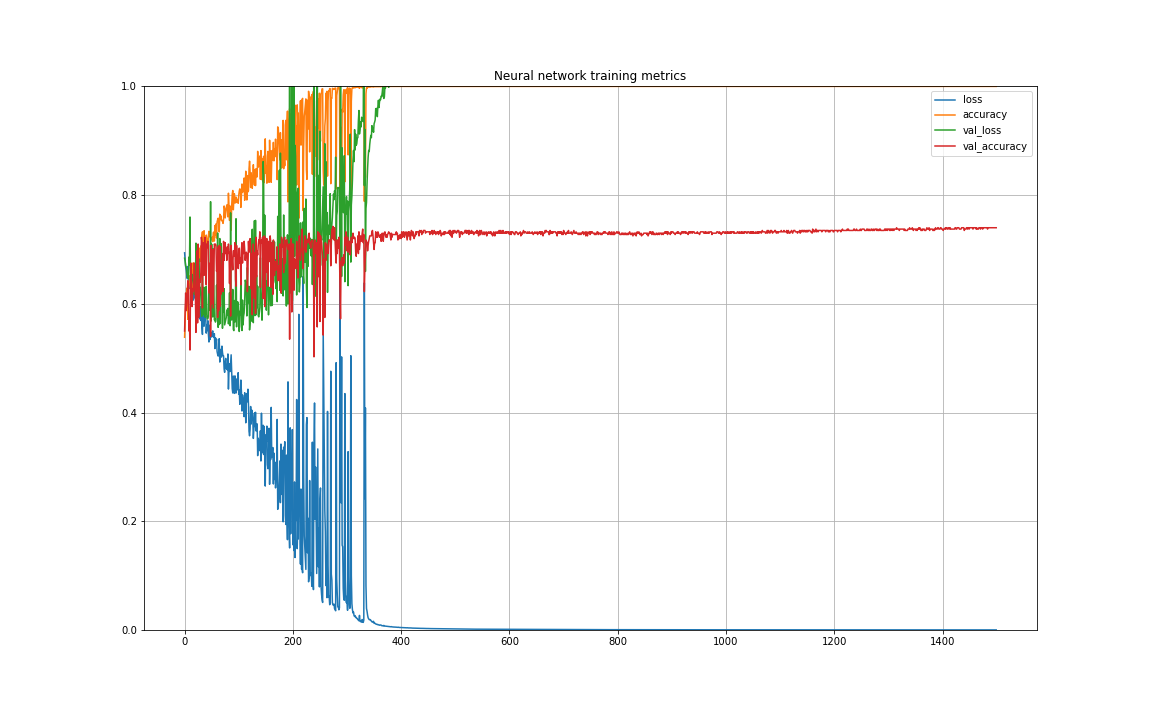 Neural network training metrics
1.0
loss
accuracy
val_loss
val_accuracy
0.8
0.6
0.4
0.2
0.0
0 200 400 600 800 1000 1200 1400